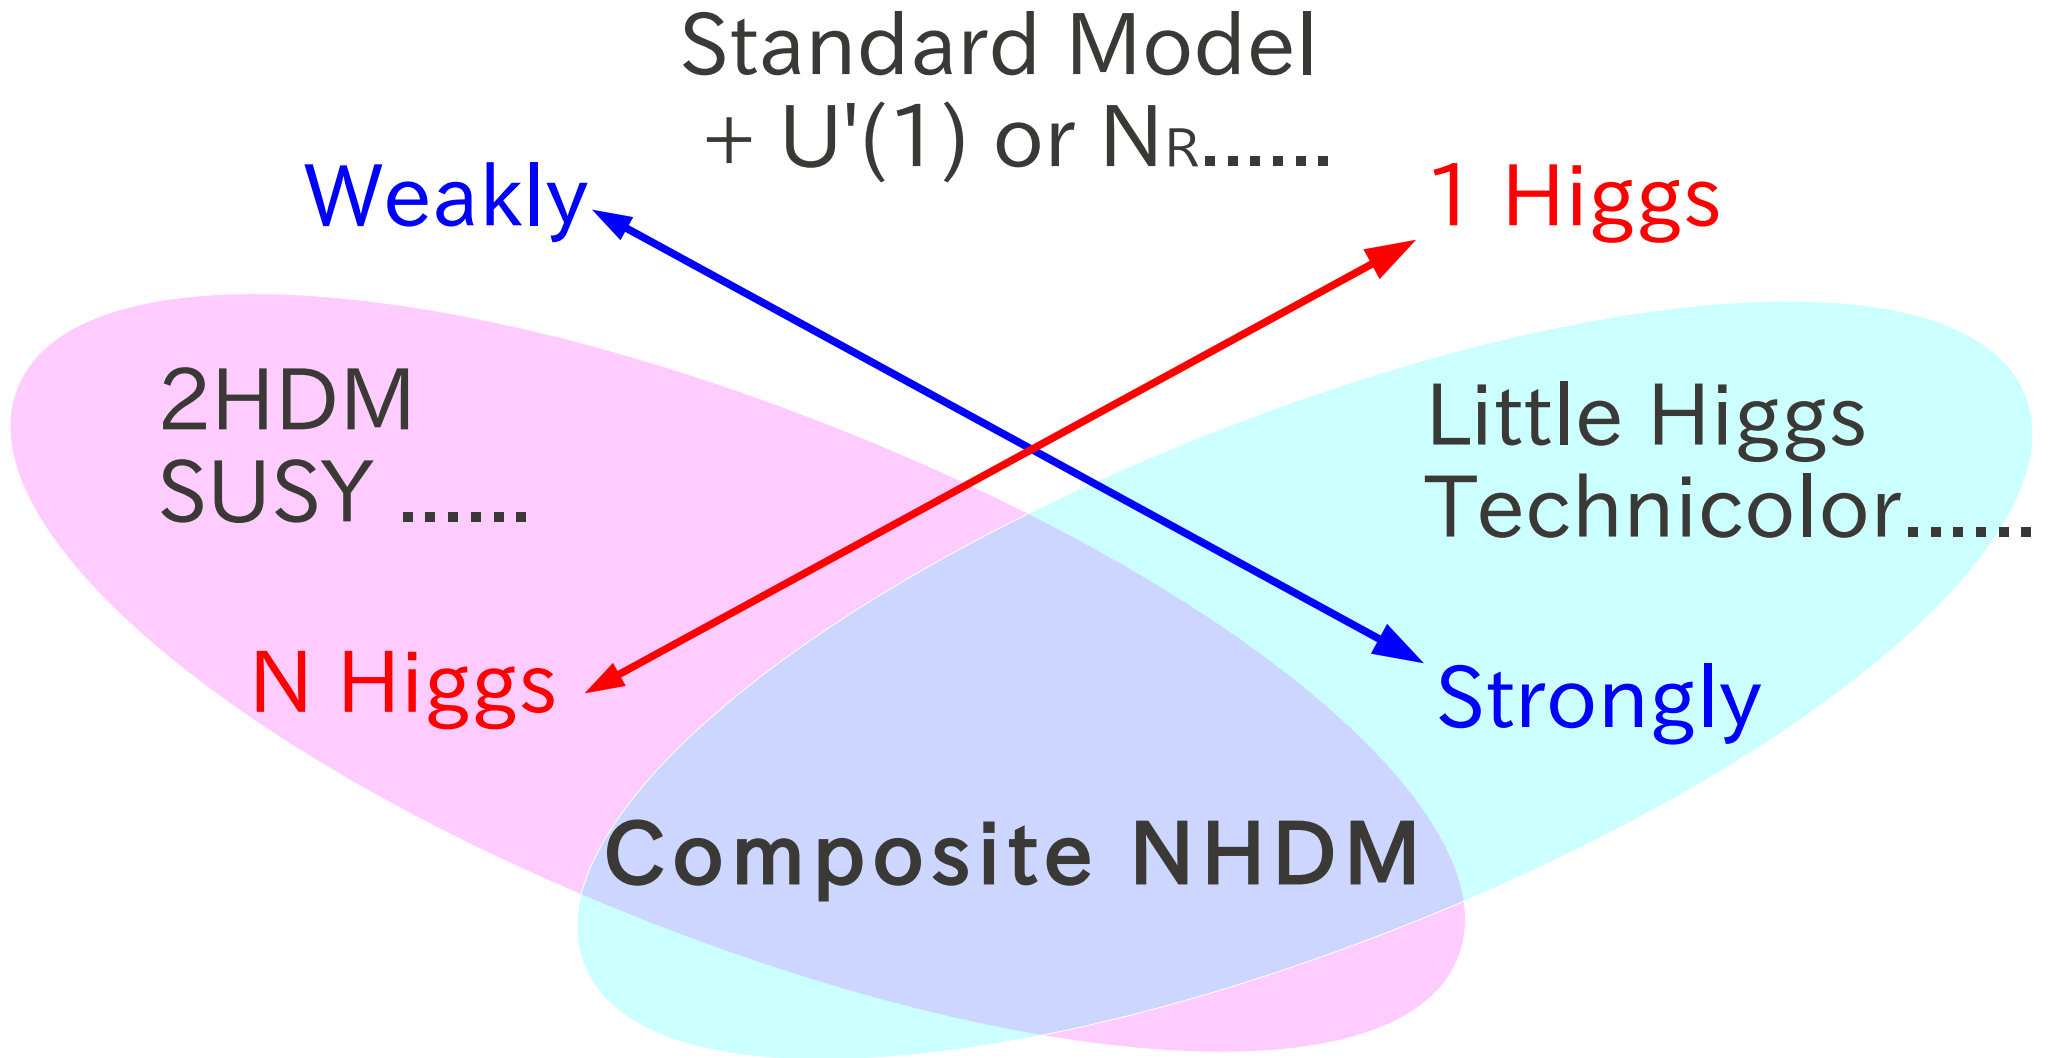 Standard Model
+ U'(1) or NR......
Weakly
1 Higgs
2HDM
SUSY ......
Little Higgs
Technicolor......
N Higgs
Strongly
Composite NHDM